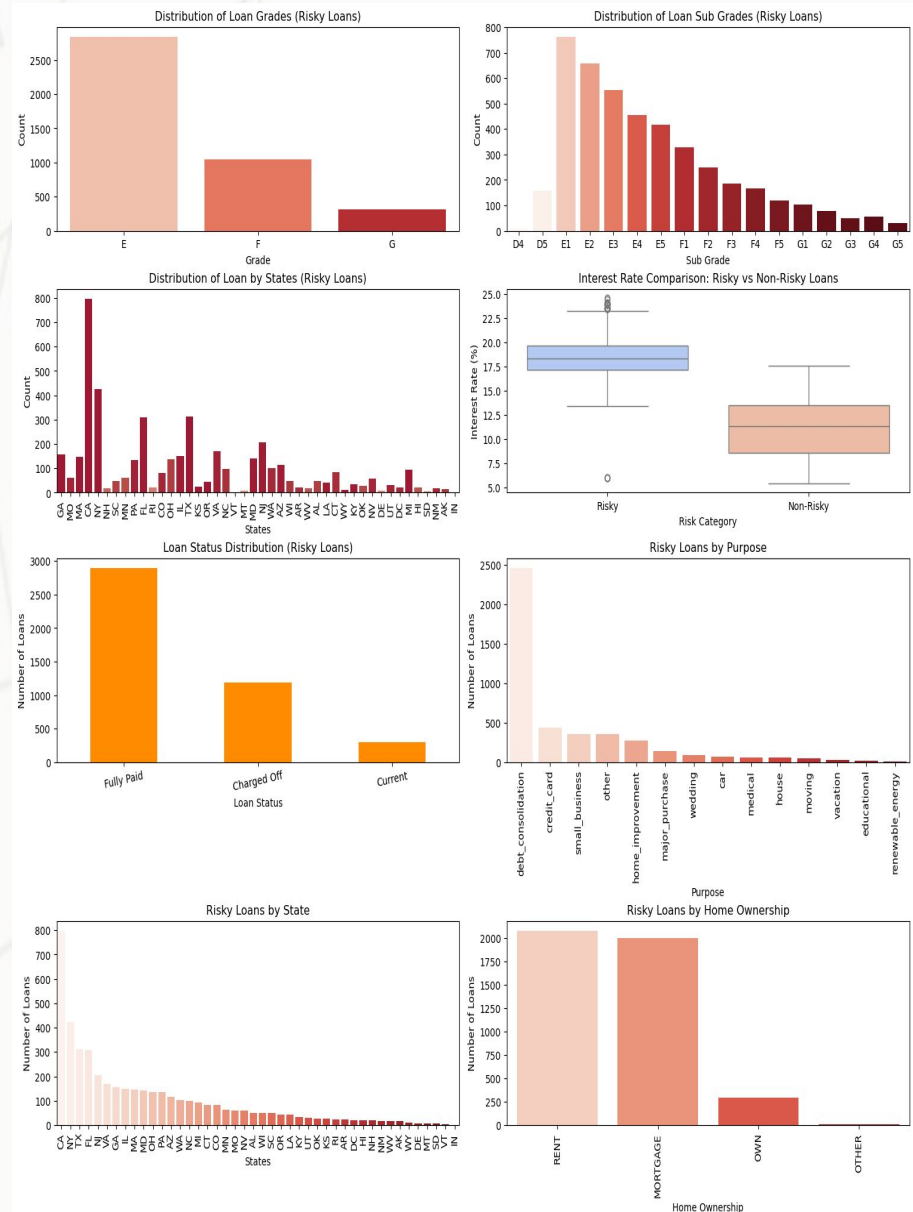 Distribution of Loan Grades (Risky Loans)
Count
2500
2000
1500
1000
500
0
E F G
Grade
Distribution of Loan Sub Grades (Risky Loans)
Count
800
700
600
500
400
300
200
100
0
D4 D5 E1 E2 E3 E4 E5 F1 F2 F3 F4 F5 G1 G2 G3 G4 G5
Sub Grade
Distribution of Loan by States (Risky Loans)
Count
800
700
600
500
400
300
200
100
0
GA MO MA CA NY NH SC MN PA FL RI CO OH IL TX KS OR VA NC VT MT MD NJ WA AZ WI AR WV AL LA CT WY KY OK NV DE UT DC MI HI SD NM AK IN
States
Interest Rate Comparison: Risky vs Non-Risky Loans
Interest Rate (%)
25.0
22.5
20.0
17.5
15.0
12.5
10.0
7.5
5.0
Risky Non-Risky
Risk Category
Loan Status Distribution (Risky Loans)
Number of Loans
3000
2500
2000
1500
1000
500
0
Fully Paid Charged Off Current
Loan Status
Risky Loans by Purpose
Number of Loans
2500
2000
1500
1000
500
0
debt_consolidation credit_card small_business other home_improvement major_purchase wedding car medical house moving vacation educational renewable_energy
Purpose
Risky Loans by State
Number of Loans
800
700
600
500
400
300
200
100
0
CA NY TX FL NJ VA GA IL MA MD OH PA AZ WA NC MI CT CO MN MO NV AL WI SC OR LA KY UT OK KS RI AR DC HI NH NM WV AK WY DE MT SD VT IN
States
Risky Loans by Home Ownership
Number of Loans
2000
1750
1500
1250
1000
750
500
250
0
RENT MORTGAGE OWN OTHER
Home Ownership